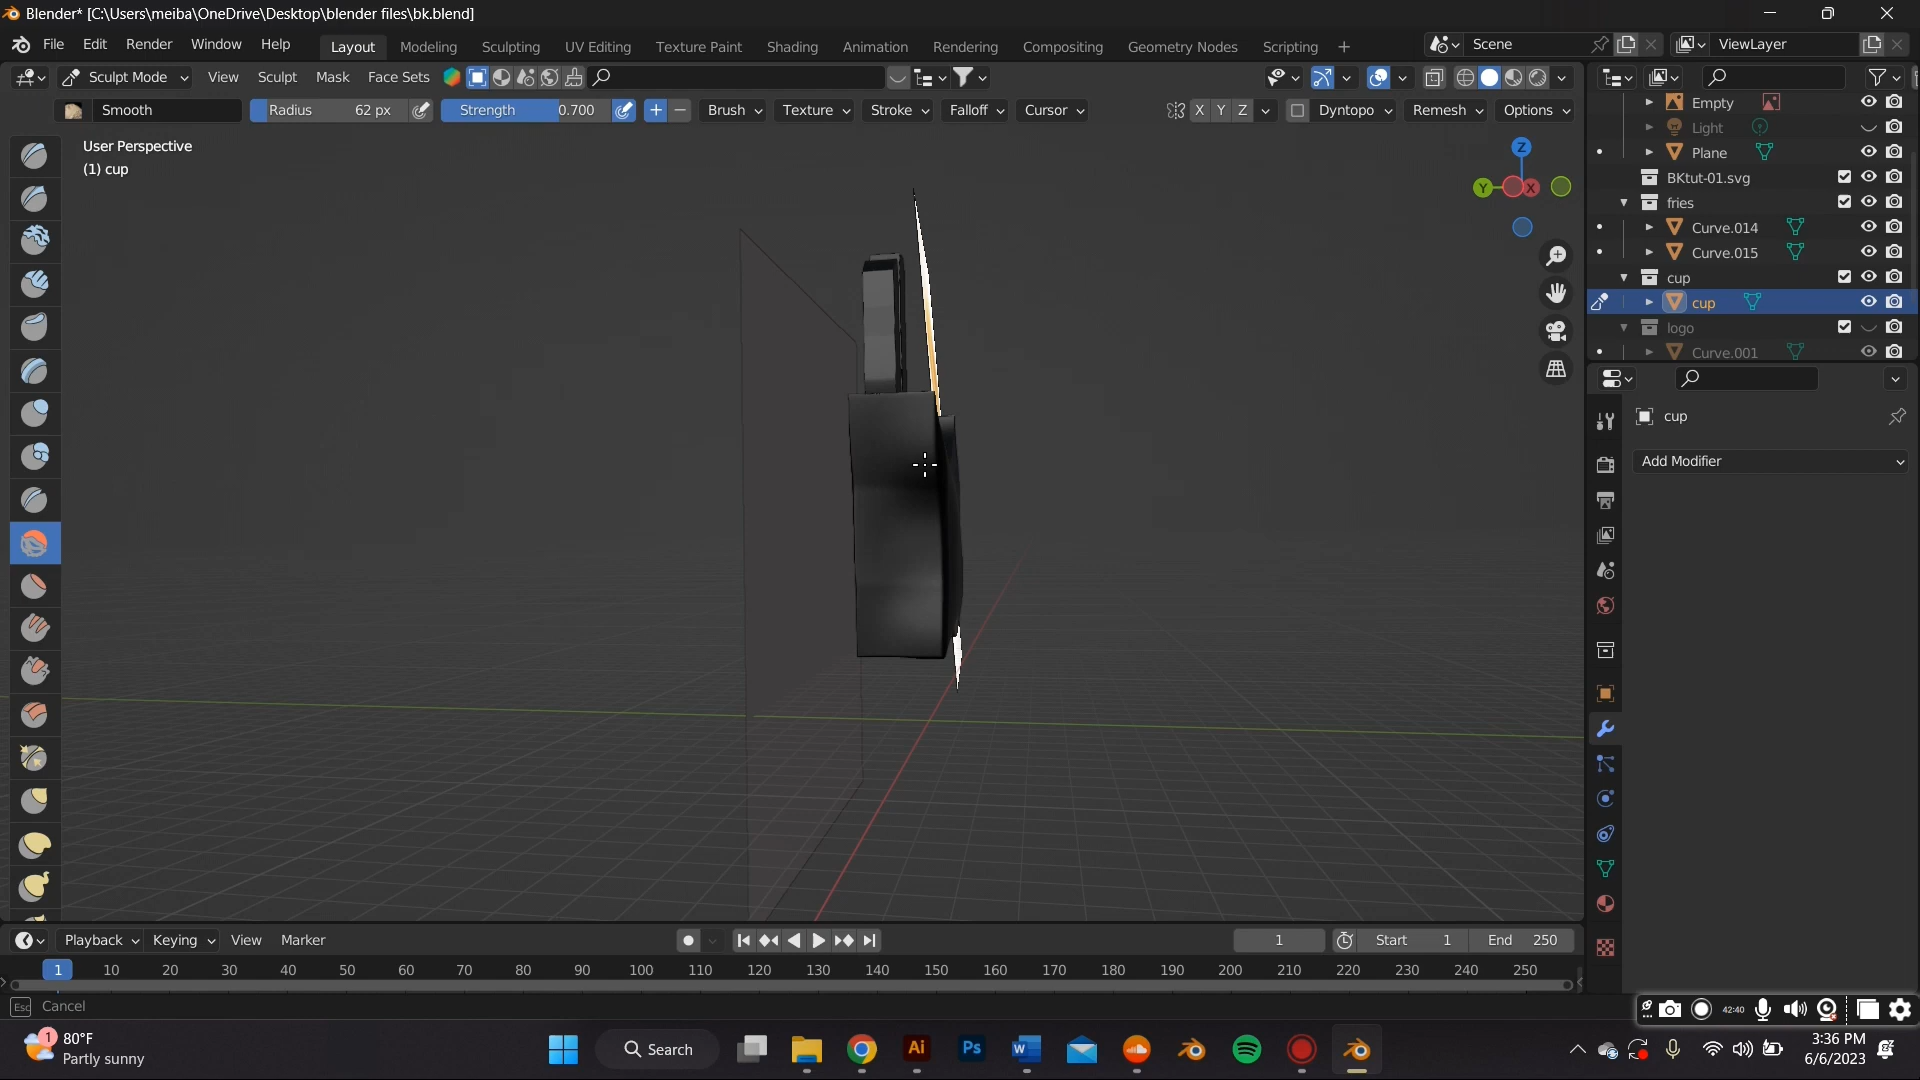 Blender* [C:\Users\meiba\OneDrive\Desktop\blender files\bk.blend]
File Edit Render Window Help Layout Modeling Sculpting UV Editing Texture Paint Shading Animation Rendering Compositing Geometry Nodes Scripting + Scene ViewLayer
Sculpt Mode View Sculpt Mask Face Sets
Smooth Radius 62 px Strength 0.700 Brush Texture Stroke Falloff Cursor X Y Z Dyntopo Remesh Options
User Perspective
(1) cup
Z
Y X
Empty
Light
Plane
BKtut-01.svg
fries
Curve.014
Curve.015
cup
cup
logo
Curve.001
cup
Add Modifier
Playback Keying View Marker 1 Start 1 End 250
1 10 20 30 40 50 60 70 80 90 100 110 120 130 140 150 160 170 180 190 200 210 220 230 240 250
Esc Cancel
42:40
1 80°F
Partly sunny
Search
Ai Ps W
3:36 PM
6/6/2023